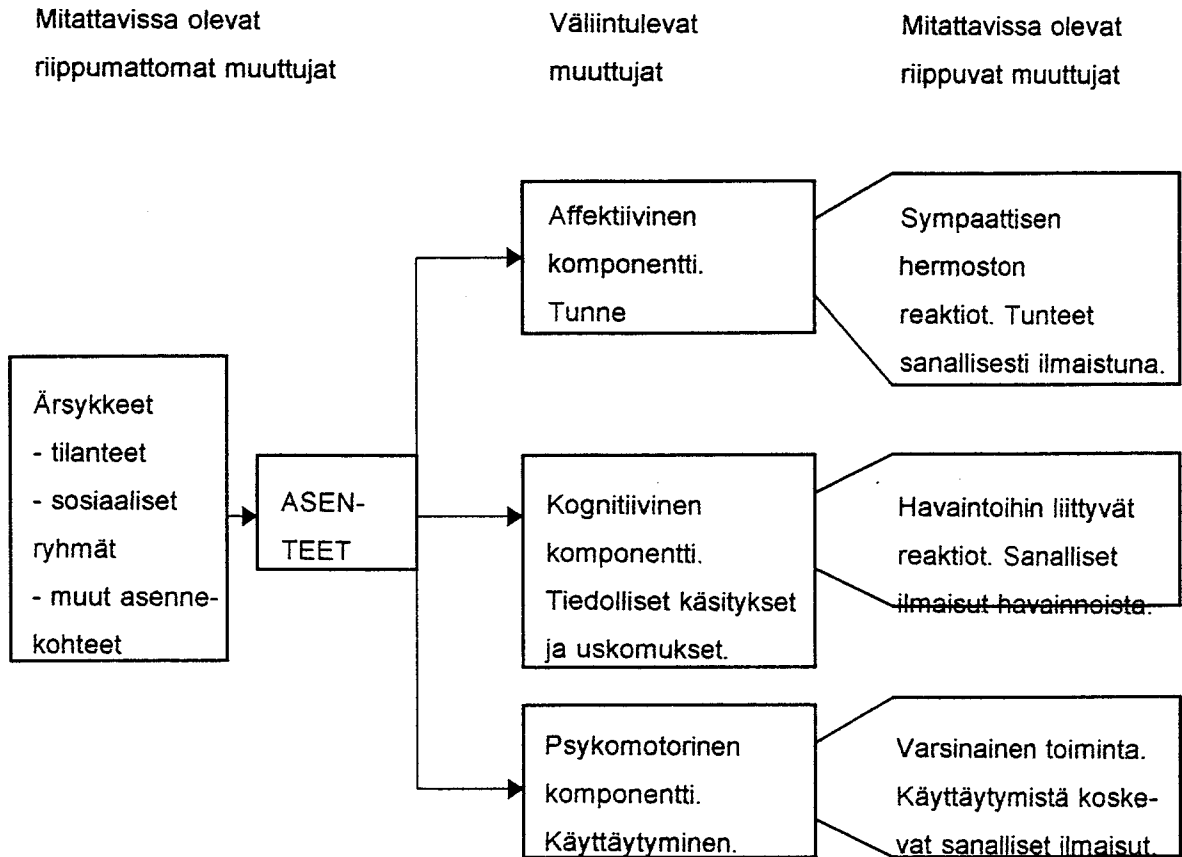 Mitattavissa olevat
riippumattomat muuttujat
Väliintulevat
muuttujat
Mitattavissa olevat
riippuvat muuttujat
Ärsykkeet
- tilanteet
- sosiaaliset
ryhmät
- muut asenne-
kohteet
ASEN-
TEET
Affektiivinen
komponentti.
Tunne
Sympaattisen
hermoston
reaktiot. Tunteet
sanallisesti ilmaistuna.
Kognitiivinen
komponentti.
Tiedolliset käsitykset
ja uskomukset.
Havaintoihin liittyvät
reaktiot. Sanalliset
ilmaisut havainnoista.
Psykomotorinen
komponentti.
Käyttäytyminen.
Varsinainen toiminta.
Käyttäytymistä koske-
vat sanalliset ilmaisut.